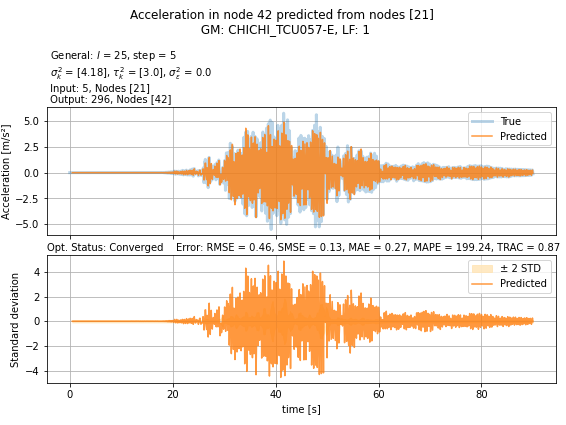 Acceleration in node 42 predicted from nodes [21]
GM: CHICHI_TCU057-E, LF: 1
General: l = 25, step = 5
σ²ₖ = [4.18], τ²ₖ = [3.0], σ²ε = 0.0
Input: 5, Nodes [21]
Output: 296, Nodes [42]
Acceleration [m/s²]
5.0
2.5
0.0
−2.5
−5.0
True
Predicted
Opt. Status: Converged Error: RMSE = 0.46, SMSE = 0.13, MAE = 0.27, MAPE = 199.24, TRAC = 0.87
Standard deviation
4
2
0
−2
−4
± 2 STD
Predicted
0 20 40 60 80
time [s]